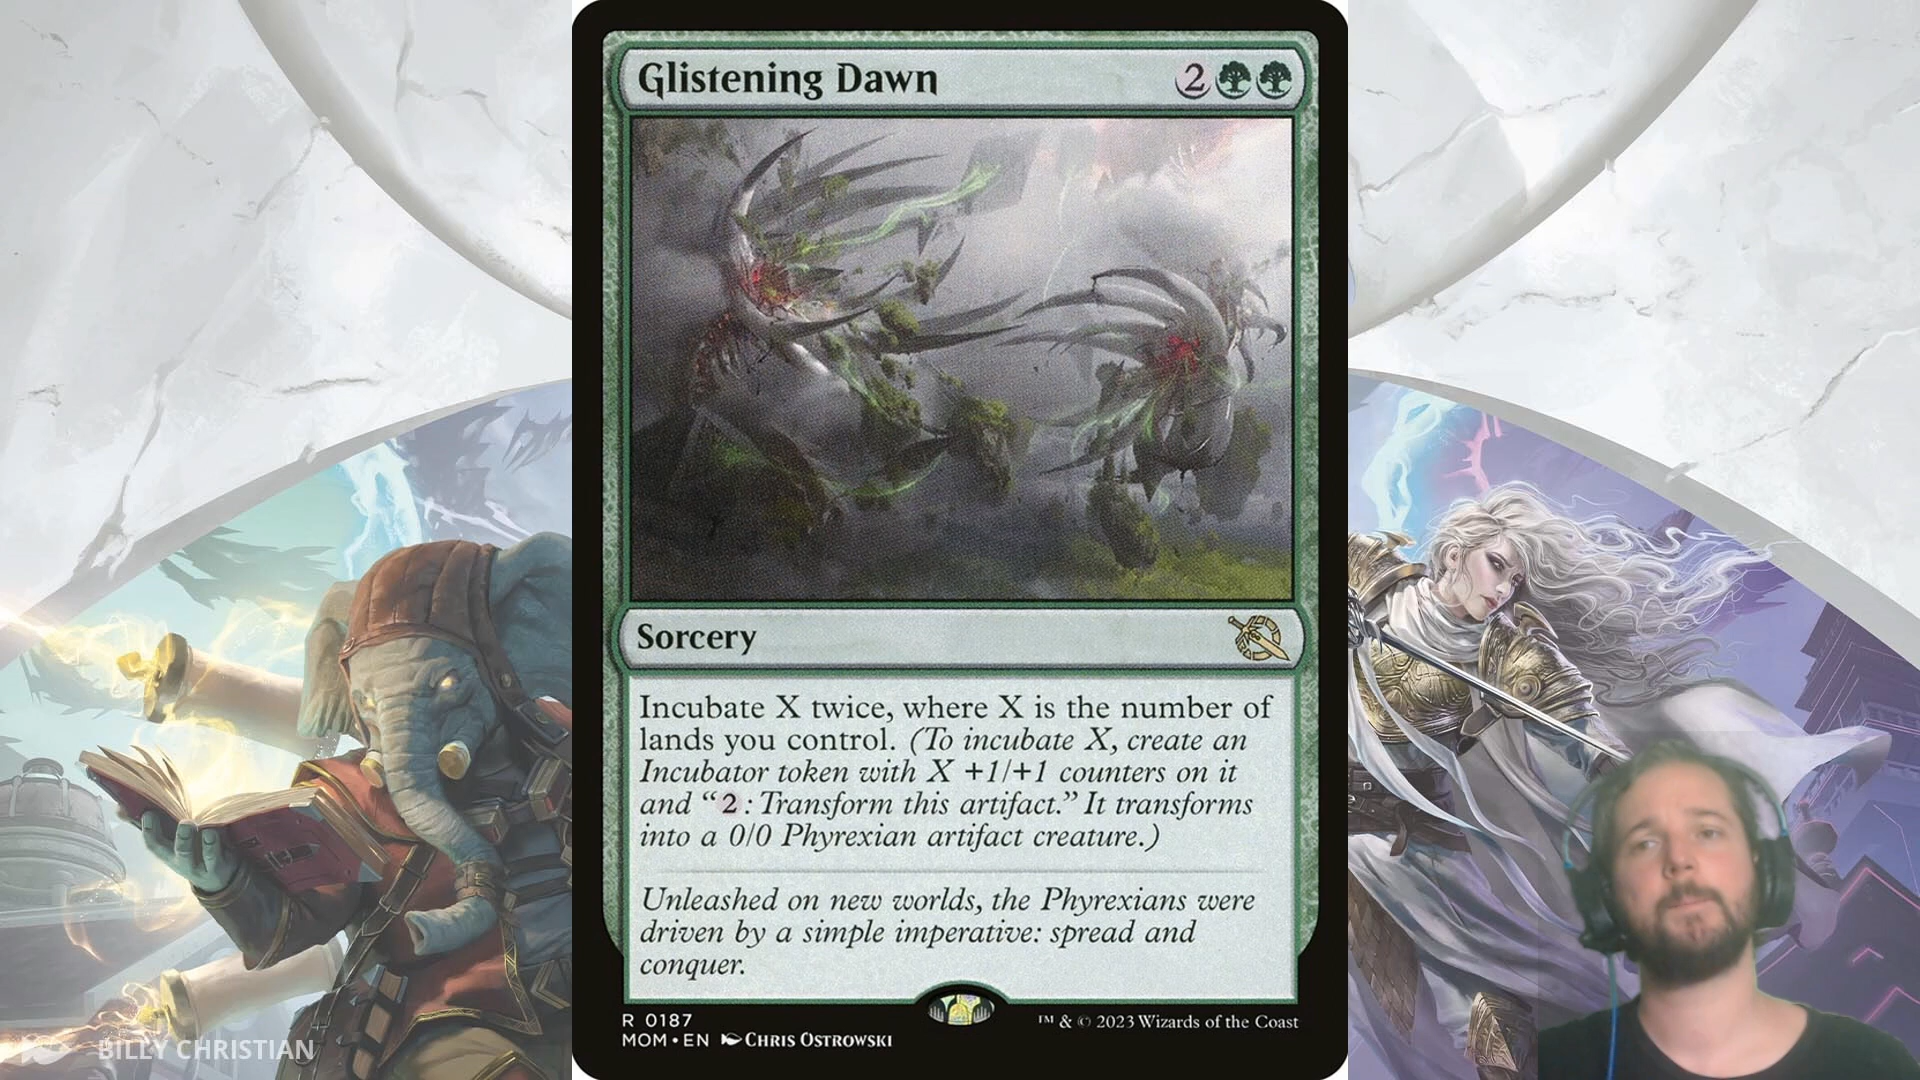 Glistening Dawn 2
Sorcery
Incubate X twice, where X is the number of
lands you control. (To incubate X, create an
Incubator token with X +1/+1 counters on it
and “2: Transform this artifact.” It transforms
into a 0/0 Phyrexian artifact creature.)
Unleashed on new worlds, the Phyrexians were
driven by a simple imperative: spread and
conquer.
R 0187
MOM • EN CHRIS OSTROWSKI
™ & © 2023 Wizards of the Coast
BILLY CHRISTIAN